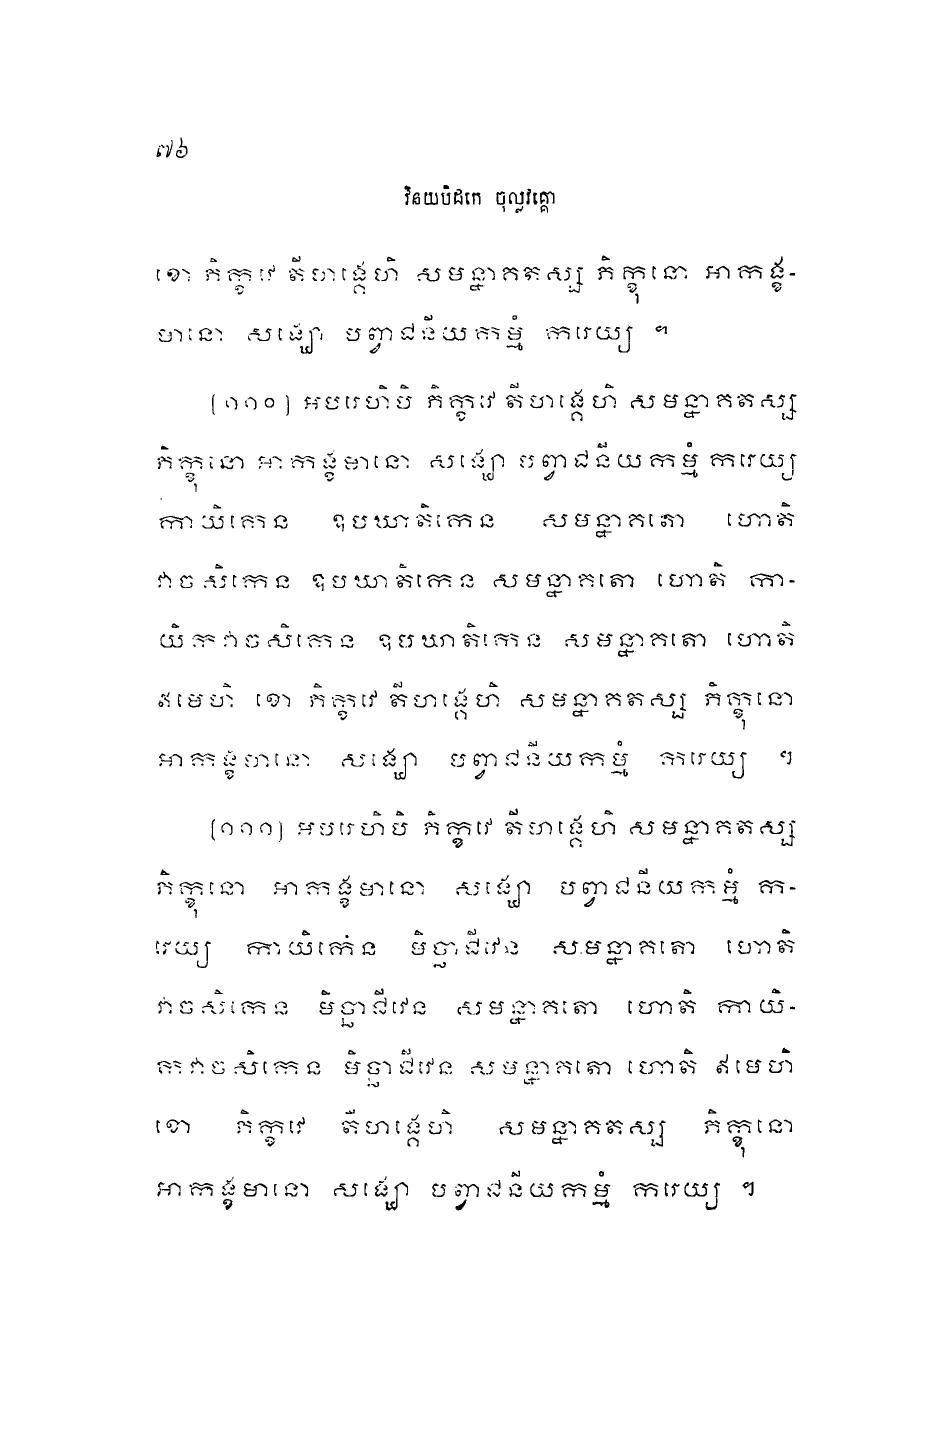 ៧៦
វិនយបិដកេ ចុល្លវគ្គោ
ខោ ភិក្ខវេ តីហង្គេហិ សមន្នាគតស្ស ភិក្ខុនោ អាកង្ខ-
មានោ សង្ឃោ បព្វាជនីយកម្មំ ករេយ្យ ។
(១១០) អបរេហិបិ ភិក្ខវេ តីហង្គេហិ សមន្នាគតស្ស
ភិក្ខុនោ អាកង្ខមានោ សង្ឃោ បព្វាជនីយកម្មំ ករេយ្យ
កាយិកេន ឧបឃាតិកេន សមន្នាគតោ ហោតិ
វាចសិកេន ឧបឃាតិកេន សមន្នាគតោ ហោតិ កា-
យិកវាចសិកេន ឧបឃាតិកេន សមន្នាគតោ ហោតិ
ឥមេហិ ខោ ភិក្ខវេ តីហង្គេហិ សមន្នាគតស្ស ភិក្ខុនោ
អាកង្ខមានោ សង្ឃោ បព្វាជនីយកម្មំ ករេយ្យ ។
(១១១) អបរេហិបិ ភិក្ខវេ តីហង្គេហិ សមន្នាគតស្ស
ភិក្ខុនោ អាកង្ខមានោ សង្ឃោ បព្វាជនីយកម្មំ ក-
រេយ្យ កាយិកេន មិច្ឆាជីវេន សមន្នាគតោ ហោតិ
វាចសិកេន មិច្ឆាជីវេន សមន្នាគតោ ហោតិ កាយិ-
កវាចសិកេន មិច្ឆាជីវេន សមន្នាគតោ ហោតិ ឥមេហិ
ខោ ភិក្ខវេ តីហង្គេហិ សមន្នាគតស្ស ភិក្ខុនោ
អាកង្ខមានោ សង្ឃោ បព្វាជនីយកម្មំ ករេយ្យ ។